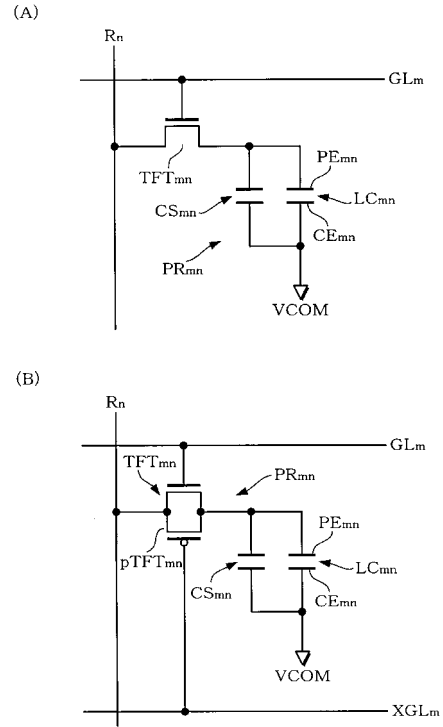 (A)
Rn
GLm
TFTmn
PEmn
CSmn
LCmn
CEmn
PRmn
VCOM
(B)
Rn
GLm
TFTmn
PRmn
pTFTmn
PEmn
CSmn
LCmn
CEmn
VCOM
XGLm